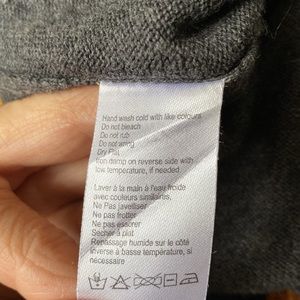 Hand wash cold with like colours
Do not bleach
Do not rub
Do not wring
Dry Flat
Iron damp on reverse side with
low temperature, if needed
Laver à la main à l'eau froide
avec couleurs similaires,
Ne Pas javelliser
Ne pas frotter
Ne pas essorer
Secher à plat
Repassage humide sur le côté
inverse à basse température, si
nécessaire